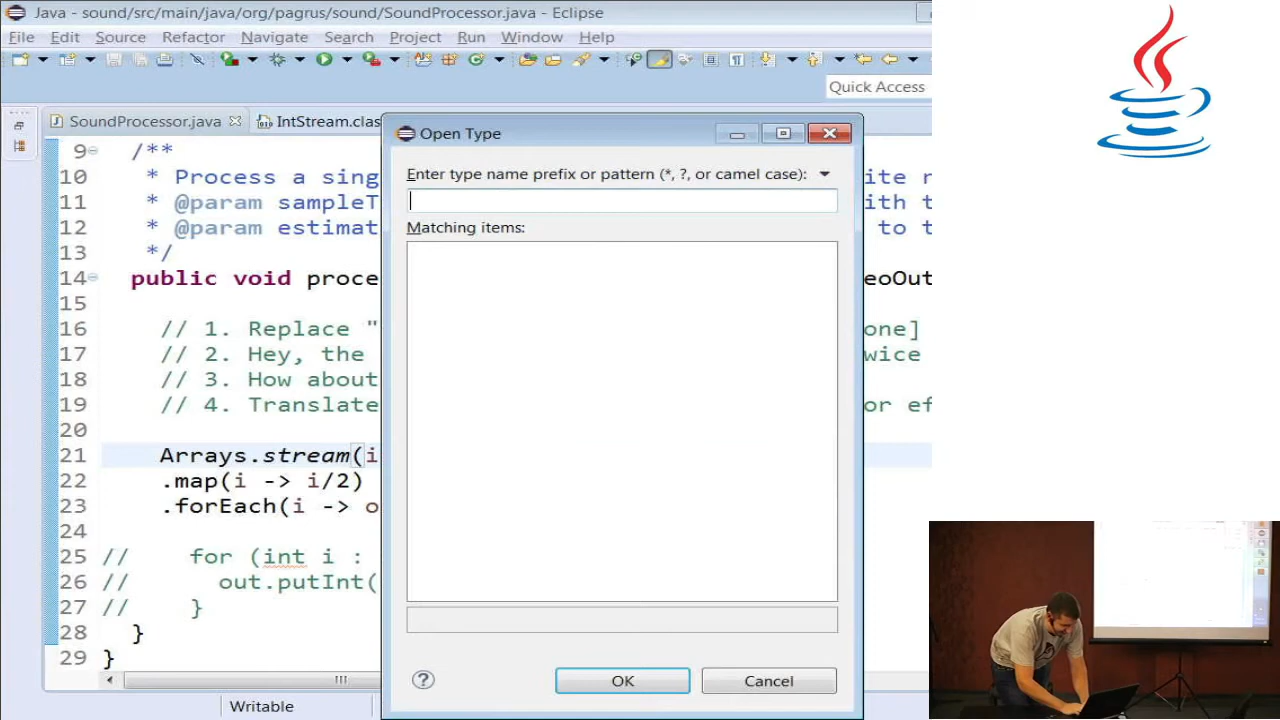 Java - sound/src/main/java/org/pagrus/sound/SoundProcessor.java - Eclipse
File Edit Source Refactor Navigate Search Project Run Window Help
Quick Access
SoundProcessor.java IntStream.clas
Open Type
Enter type name prefix or pattern (*, ?, or camel case):
Matching items:
9 /**
10 * Process a sing ite n
11 * @param sampleT with t
12 * @param estimat to t
13 */
14 public void proce eoOut
15
16 // 1. Replace " one]
17 // 2. Hey, the wice
18 // 3. How about
19 // 4. Translate or ef
20
21 Arrays.stream(i
22 .map(i -> i/2)
23 .forEach(i -> o
24
25 // for (int i :
26 // out.putInt(
27 // }
28 }
29 }
OK Cancel
Writable